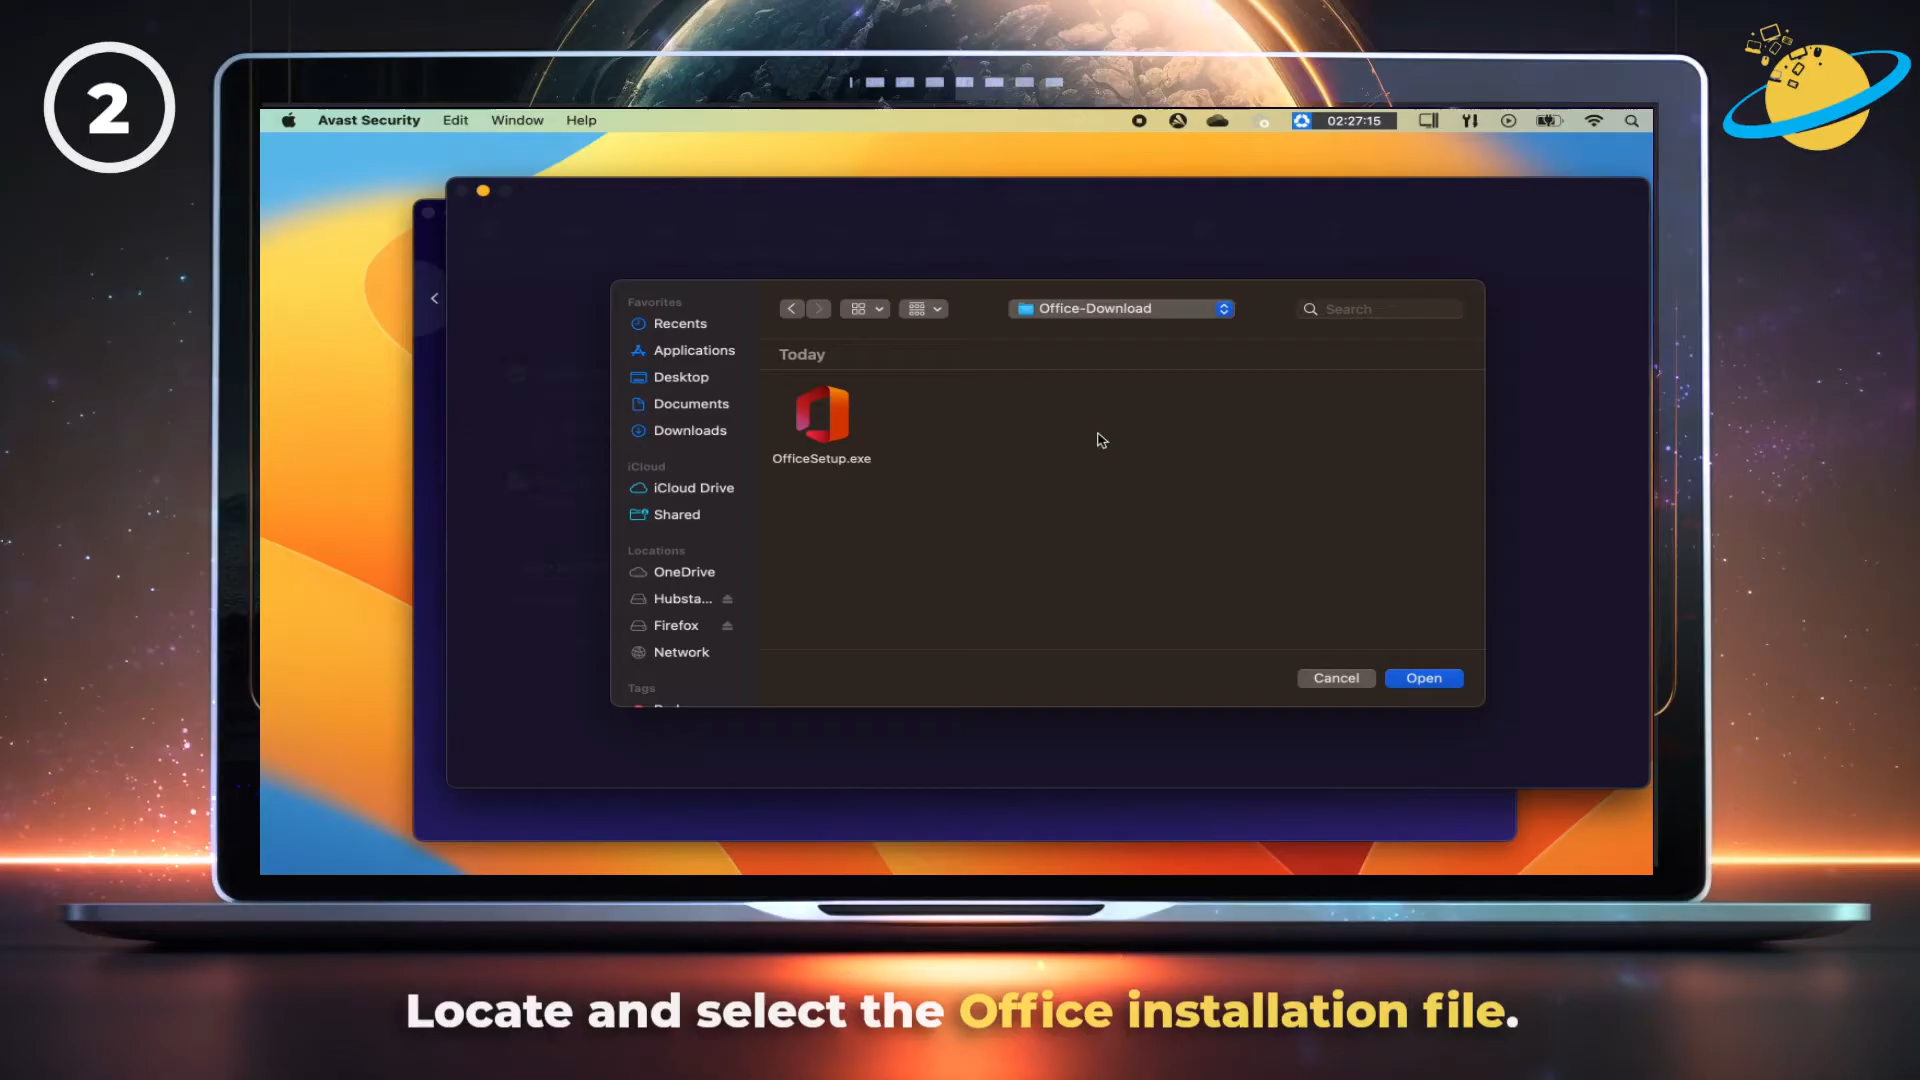 2
Avast Security Edit Window Help 02:27:15
Favorites
Recents
Applications
Desktop
Documents
Downloads
iCloud
iCloud Drive
Shared
Locations
OneDrive
Hubsta...
Firefox
Network
Tags
Office-Download
Search
Today
OfficeSetup.exe
Cancel Open
Locate and select the Office installation file.